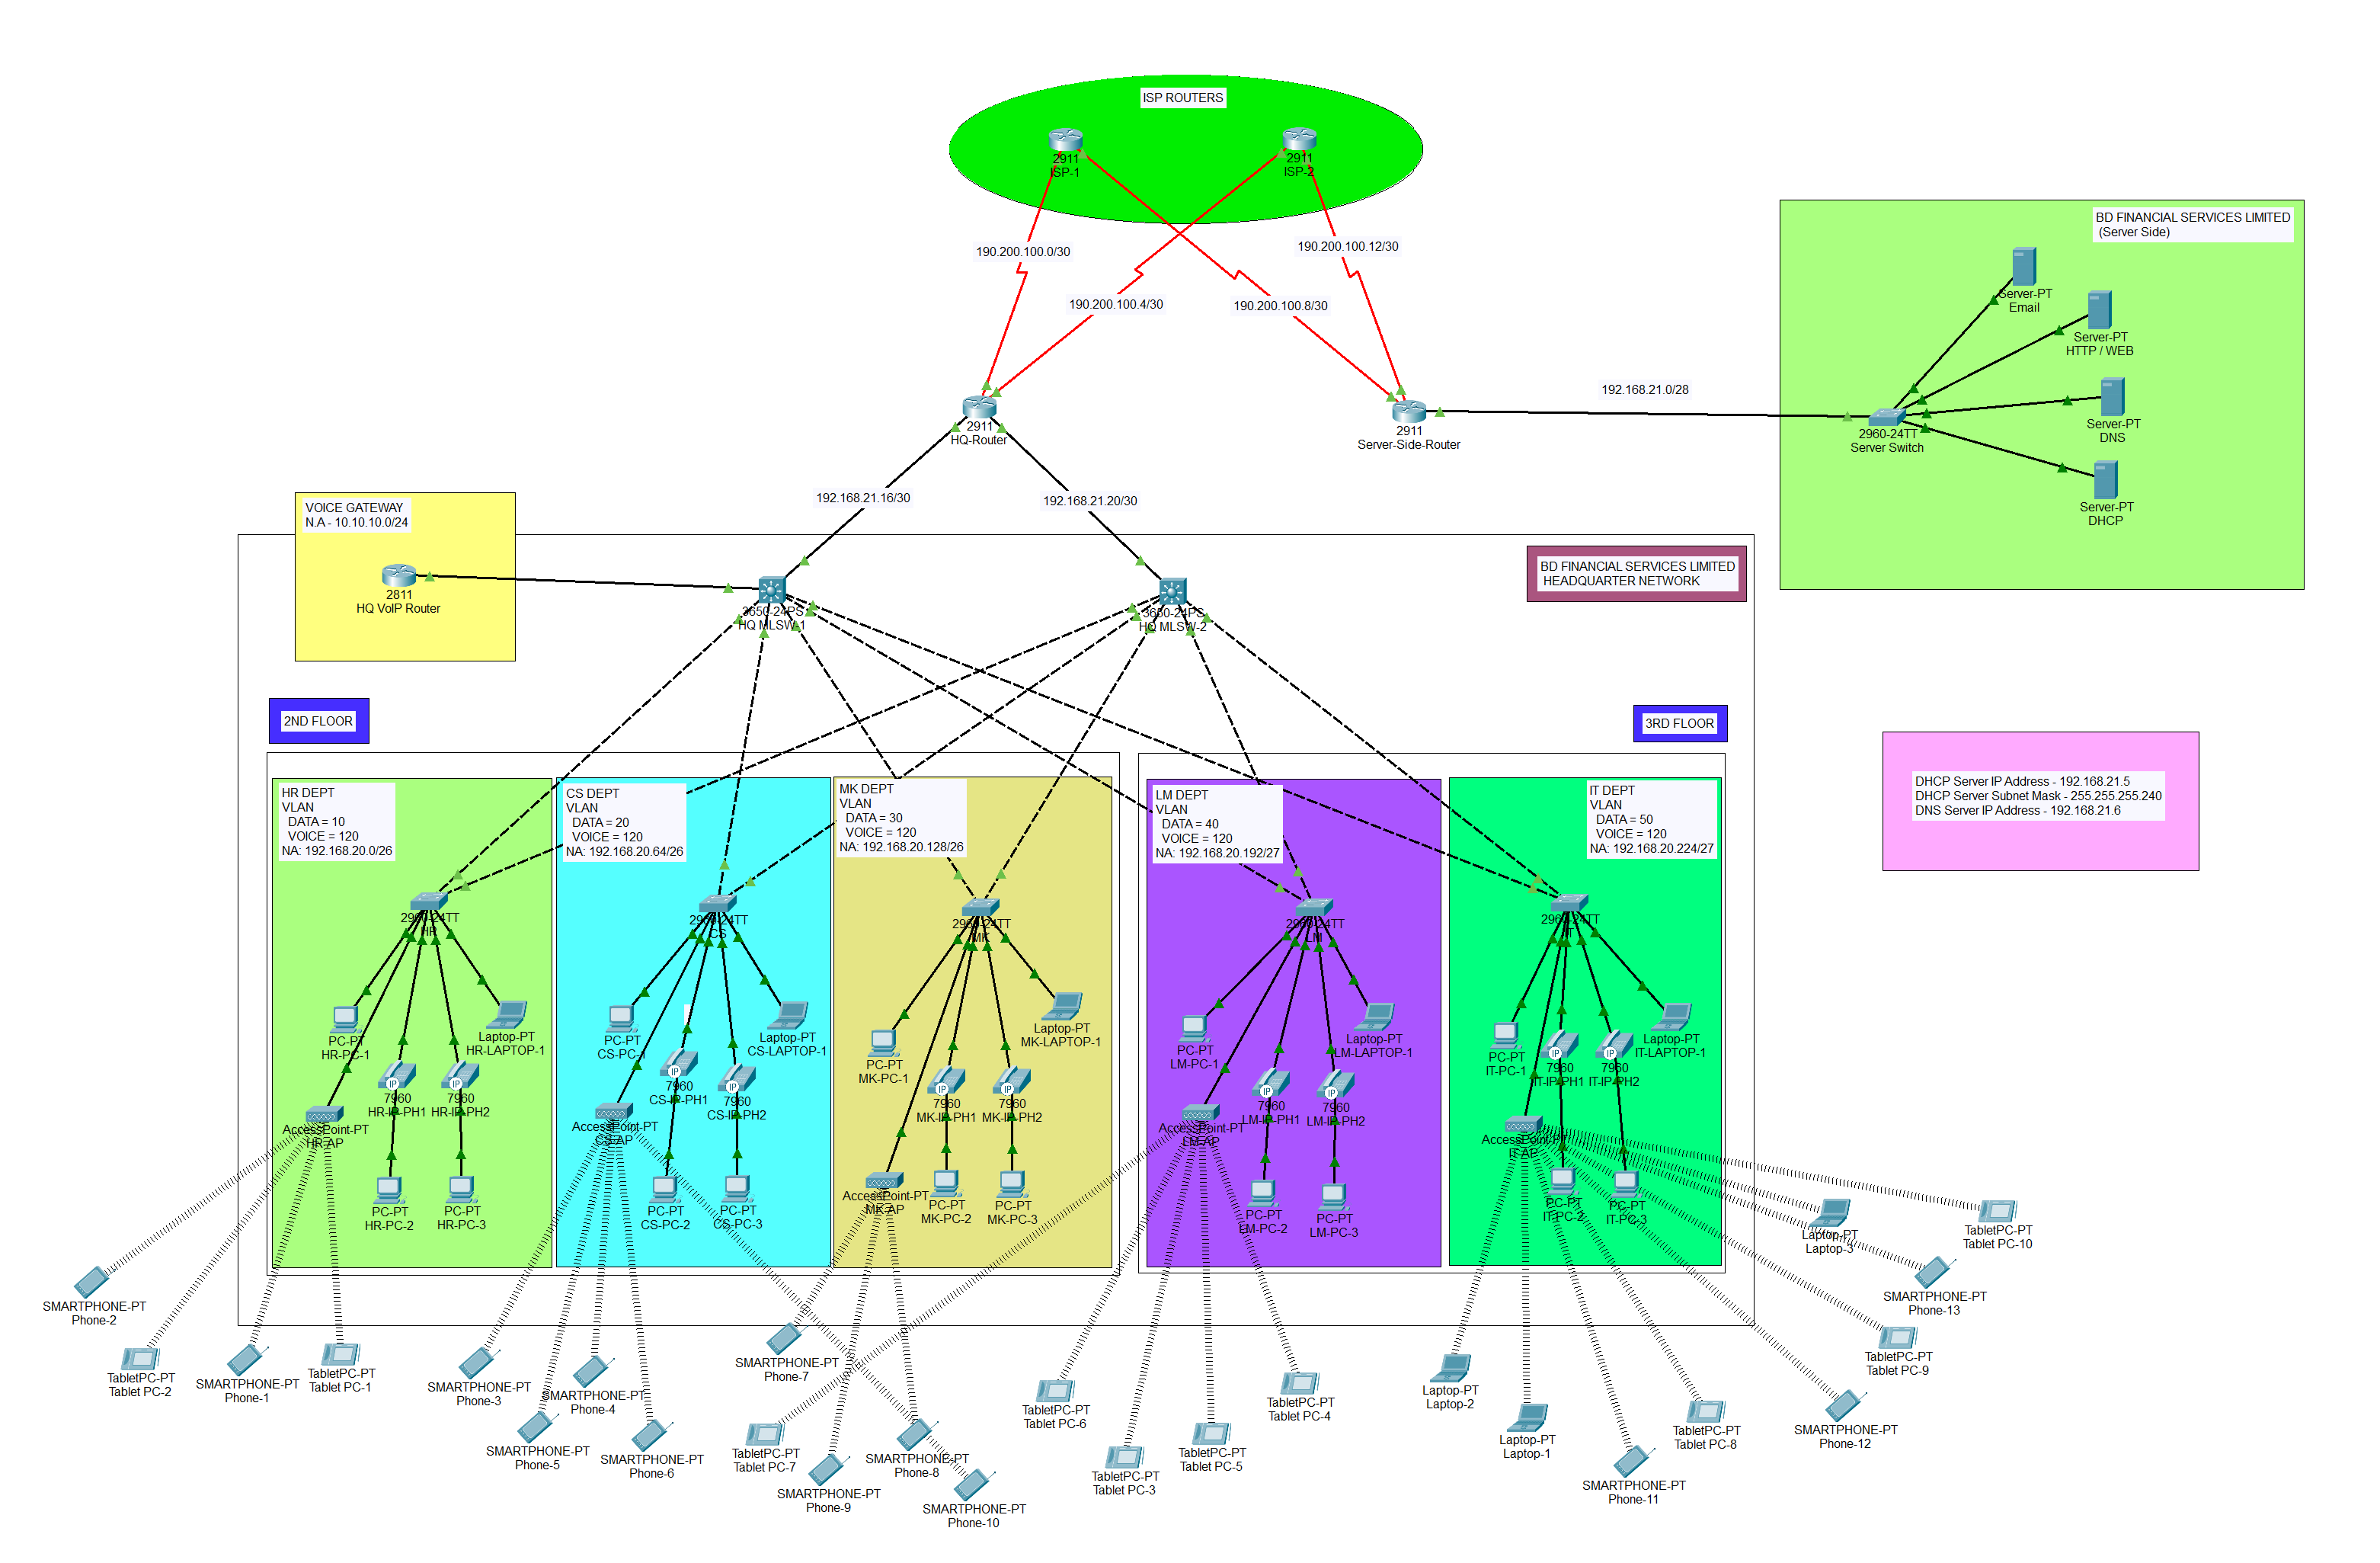 ISP ROUTERS
2911
ISP-1
2911
ISP-2
190.200.100.0/30
190.200.100.4/30
190.200.100.8/30
190.200.100.12/30
BD FINANCIAL SERVICES LIMITED
(Server Side)
Server-PT
Email
Server-PT
HTTP / WEB
Server-PT
DNS
Server-PT
DHCP
2960-24TT
Server Switch
192.168.21.0/28
2911
HQ-Router
2911
Server-Side-Router
192.168.21.16/30
192.168.21.20/30
VOICE GATEWAY
N.A - 10.10.10.0/24
2811
HQ VoIP Router
3650-24PS
HQ MLSW-1
3650-24PS
HQ MLSW-2
BD FINANCIAL SERVICES LIMITED
HEADQUARTER NETWORK
2ND FLOOR
3RD FLOOR
DHCP Server IP Address - 192.168.21.5
DHCP Server Subnet Mask - 255.255.255.240
DNS Server IP Address - 192.168.21.6
HR DEPT
VLAN
DATA = 10
VOICE = 120
NA: 192.168.20.0/26
CS DEPT
VLAN
DATA = 20
VOICE = 120
NA: 192.168.20.64/26
MK DEPT
VLAN
DATA = 30
VOICE = 120
NA: 192.168.20.128/26
LM DEPT
VLAN
DATA = 40
VOICE = 120
NA: 192.168.20.192/27
IT DEPT
VLAN
DATA = 50
VOICE = 120
NA: 192.168.20.224/27
2960-24TT
HR
2960-24TT
CS
2960-24TT
MK
2960-24TT
LM
2960-24TT
IT
PC-PT
HR-PC-1
Laptop-PT
HR-LAPTOP-1
7960
HR-IP-PH1
7960
HR-IP-PH2
AccessPoint-PT
HR-AP
PC-PT
HR-PC-2
PC-PT
HR-PC-3
PC-PT
CS-PC-1
Laptop-PT
CS-LAPTOP-1
7960
CS-IP-PH1
7960
CS-IP-PH2
AccessPoint-PT
CS-AP
PC-PT
CS-PC-2
PC-PT
CS-PC-3
PC-PT
MK-PC-1
Laptop-PT
MK-LAPTOP-1
7960
MK-IP-PH1
7960
MK-IP-PH2
AccessPoint-PT
MK-AP
PC-PT
MK-PC-2
PC-PT
MK-PC-3
PC-PT
LM-PC-1
Laptop-PT
LM-LAPTOP-1
7960
LM-IP-PH1
7960
LM-IP-PH2
AccessPoint-PT
LM-AP
PC-PT
LM-PC-2
PC-PT
LM-PC-3
PC-PT
IT-PC-1
Laptop-PT
IT-LAPTOP-1
7960
IT-IP-PH1
7960
IT-IP-PH2
AccessPoint-PT
IT-AP
PC-PT
IT-PC-2
PC-PT
IT-PC-3
SMARTPHONE-PT
Phone-2
TabletPC-PT
Tablet PC-2
SMARTPHONE-PT
Phone-1
TabletPC-PT
Tablet PC-1
SMARTPHONE-PT
Phone-3
SMARTPHONE-PT
Phone-4
SMARTPHONE-PT
Phone-5
SMARTPHONE-PT
Phone-6
SMARTPHONE-PT
Phone-7
TabletPC-PT
Tablet PC-7
SMARTPHONE-PT
Phone-9
SMARTPHONE-PT
Phone-8
SMARTPHONE-PT
Phone-10
TabletPC-PT
Tablet PC-6
TabletPC-PT
Tablet PC-3
TabletPC-PT
Tablet PC-5
TabletPC-PT
Tablet PC-4
Laptop-PT
Laptop-2
Laptop-PT
Laptop-1
SMARTPHONE-PT
Phone-11
TabletPC-PT
Tablet PC-8
SMARTPHONE-PT
Phone-12
TabletPC-PT
Tablet PC-9
SMARTPHONE-PT
Phone-13
Laptop-PT
Laptop-3
TabletPC-PT
Tablet PC-10